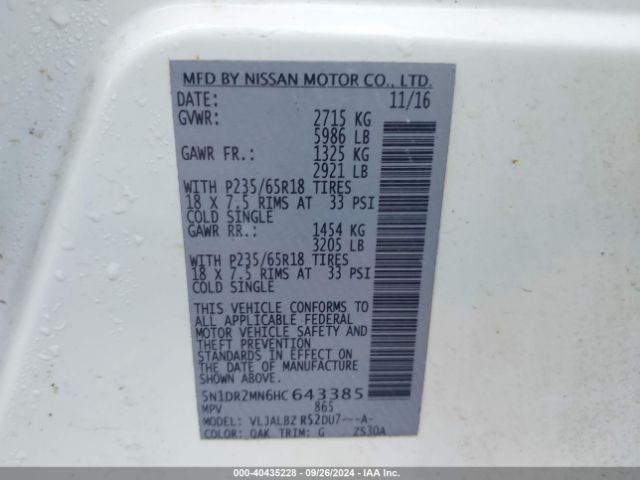 MFD BY NISSAN MOTOR CO., LTD.
DATE: 11/16
GVWR: 2715 KG
5986 LB
GAWR FR.: 1325 KG
2921 LB
WITH P235/65R18 TIRES
18 X 7.5 RIMS AT 33 PSI
COLD SINGLE
GAWR RR.: 1454 KG
3205 LB
WITH P235/65R18 TIRES
18 X 7.5 RIMS AT 33 PSI
COLD SINGLE
THIS VEHICLE CONFORMS TO
ALL APPLICABLE FEDERAL
MOTOR VEHICLE SAFETY AND
THEFT PREVENTION
STANDARDS IN EFFECT ON
THE DATE OF MANUFACTURE
SHOWN ABOVE.
5N1DR2MN6HC643385
MPV 865
MODEL: VLJALBZ R52DU7---A-
COLOR: QAK TRIM: G ZS30A
000-40435228 - 09/26/2024 - IAA Inc.